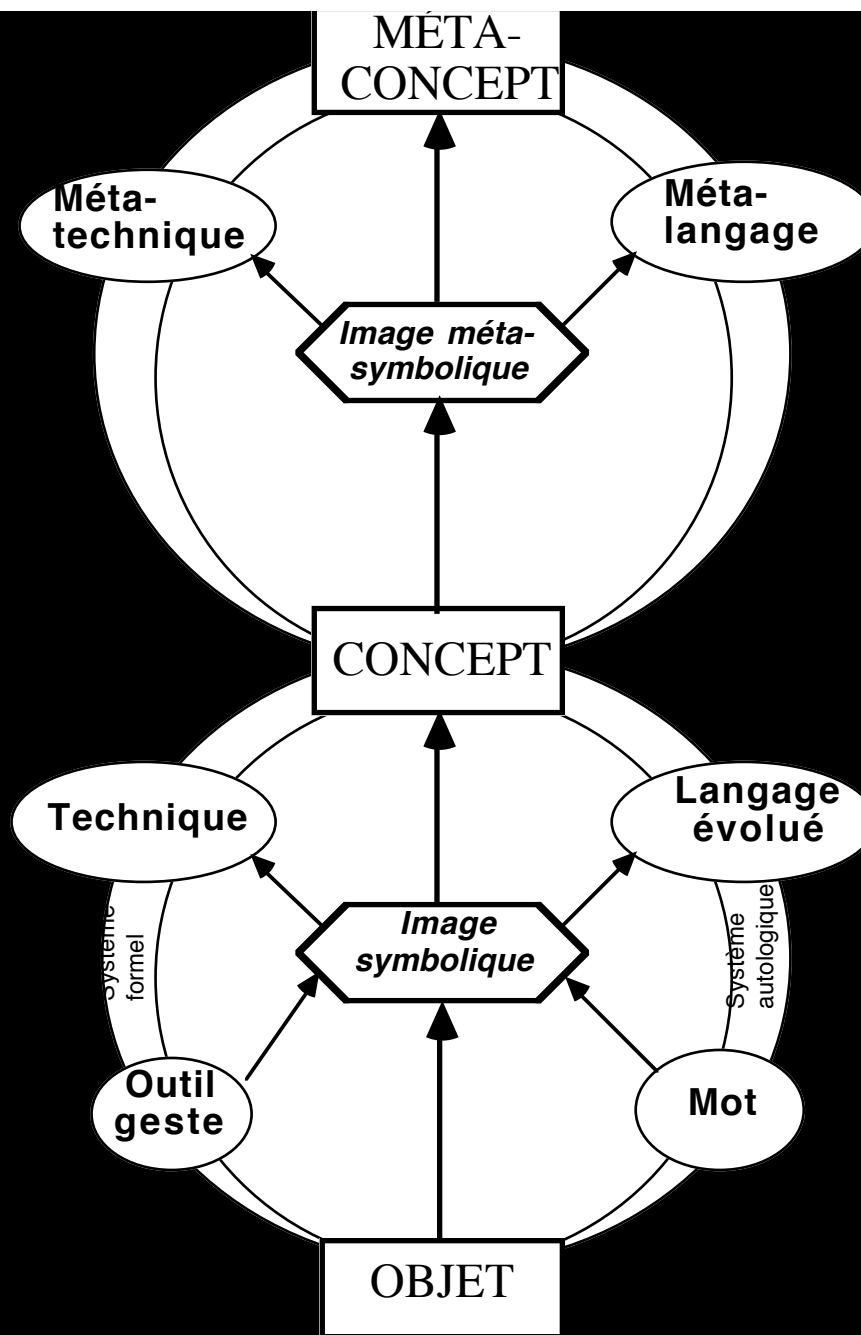 MÉTA-
CONCEPT
Méta-
technique
Méta-
langage
Image méta-
symbolique
CONCEPT
Technique
Langage
évolué
Image
symbolique
Système
formel
Système
autologique
Outil
geste
Mot
OBJET